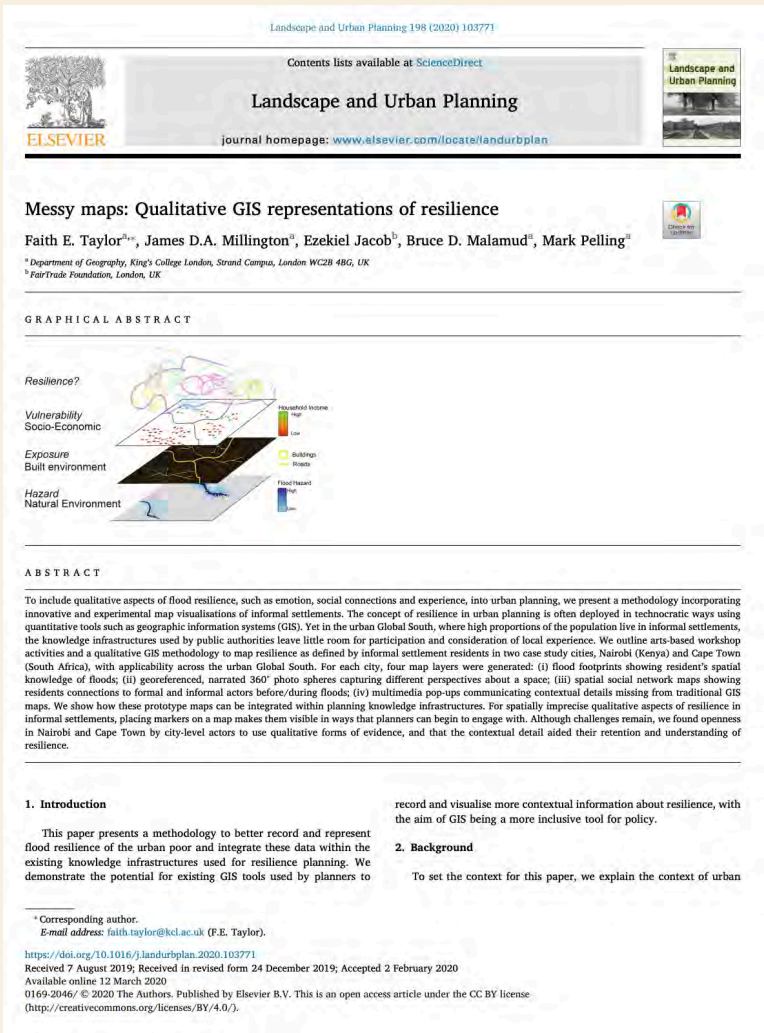 Landscape and Urban Planning 198 (2020) 103771
Contents lists available at ScienceDirect
Landscape and Urban Planning
journal homepage: www.elsevier.com/locate/landurbplan
ELSEVIER
Landscape and
Urban Planning
Messy maps: Qualitative GIS representations of resilience
Check for
updates
Faith E. Taylorᵃ,*, James D.A. Millingtonᵃ, Ezekiel Jacobᵇ, Bruce D. Malamudᵃ, Mark Pellingᵃ
ᵃ Department of Geography, King's College London, Strand Campus, London WC2B 4BG, UK
ᵇ FairTrade Foundation, London, UK
GRAPHICAL ABSTRACT
Resilience?
Vulnerability
Socio-Economic
Exposure
Built environment
Hazard
Natural Environment
Household Income
High
Low
Buildings
Roads
Flood Hazard
High
Low
ABSTRACT
To include qualitative aspects of flood resilience, such as emotion, social connections and experience, into urban planning, we present a methodology incorporating
innovative and experimental map visualisations of informal settlements. The concept of resilience in urban planning is often deployed in technocratic ways using
quantitative tools such as geographic information systems (GIS). Yet in the urban Global South, where high proportions of the population live in informal settlements,
the knowledge infrastructures used by public authorities leave little room for participation and consideration of local experience. We outline arts-based workshop
activities and a qualitative GIS methodology to map resilience as defined by informal settlement residents in two case study cities, Nairobi (Kenya) and Cape Town
(South Africa), with applicability across the urban Global South. For each city, four map layers were generated: (i) flood footprints showing resident's spatial
knowledge of floods; (ii) georeferenced, narrated 360° photo spheres capturing different perspectives about a space; (iii) spatial social network maps showing
residents connections to formal and informal actors before/during floods; (iv) multimedia pop-ups communicating contextual details missing from traditional GIS
maps. We show how these prototype maps can be integrated within planning knowledge infrastructures. For spatially imprecise qualitative aspects of resilience in
informal settlements, placing markers on a map makes them visible in ways that planners can begin to engage with. Although challenges remain, we found openness
in Nairobi and Cape Town by city-level actors to use qualitative forms of evidence, and that the contextual detail aided their retention and understanding of
resilience.
1. Introduction
This paper presents a methodology to better record and represent
flood resilience of the urban poor and integrate these data within the
existing knowledge infrastructures used for resilience planning. We
demonstrate the potential for existing GIS tools used by planners to
record and visualise more contextual information about resilience, with
the aim of GIS being a more inclusive tool for policy.
2. Background
To set the context for this paper, we explain the context of urban
* Corresponding author.
E-mail address: faith.taylor@kcl.ac.uk (F.E. Taylor).
https://doi.org/10.1016/j.landurbplan.2020.103771
Received 7 August 2019; Received in revised form 24 December 2019; Accepted 2 February 2020
Available online 12 March 2020
0169-2046/ © 2020 The Authors. Published by Elsevier B.V. This is an open access article under the CC BY license
(http://creativecommons.org/licenses/BY/4.0/).